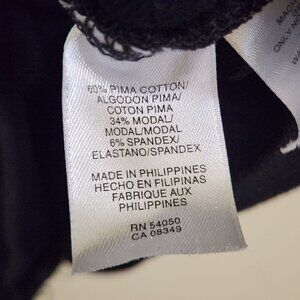 60% PIMA COTTON/
ALGODON PIMA/
COTON PIMA
34% MODAL/
MODAL/MODAL
6% SPANDEX/
ELASTANO/SPANDEX
MADE IN PHILIPPINES
HECHO EN FILIPINAS
FABRIQUE AUX
PHILIPPINES
RN 54050
CA 08349
ONLY